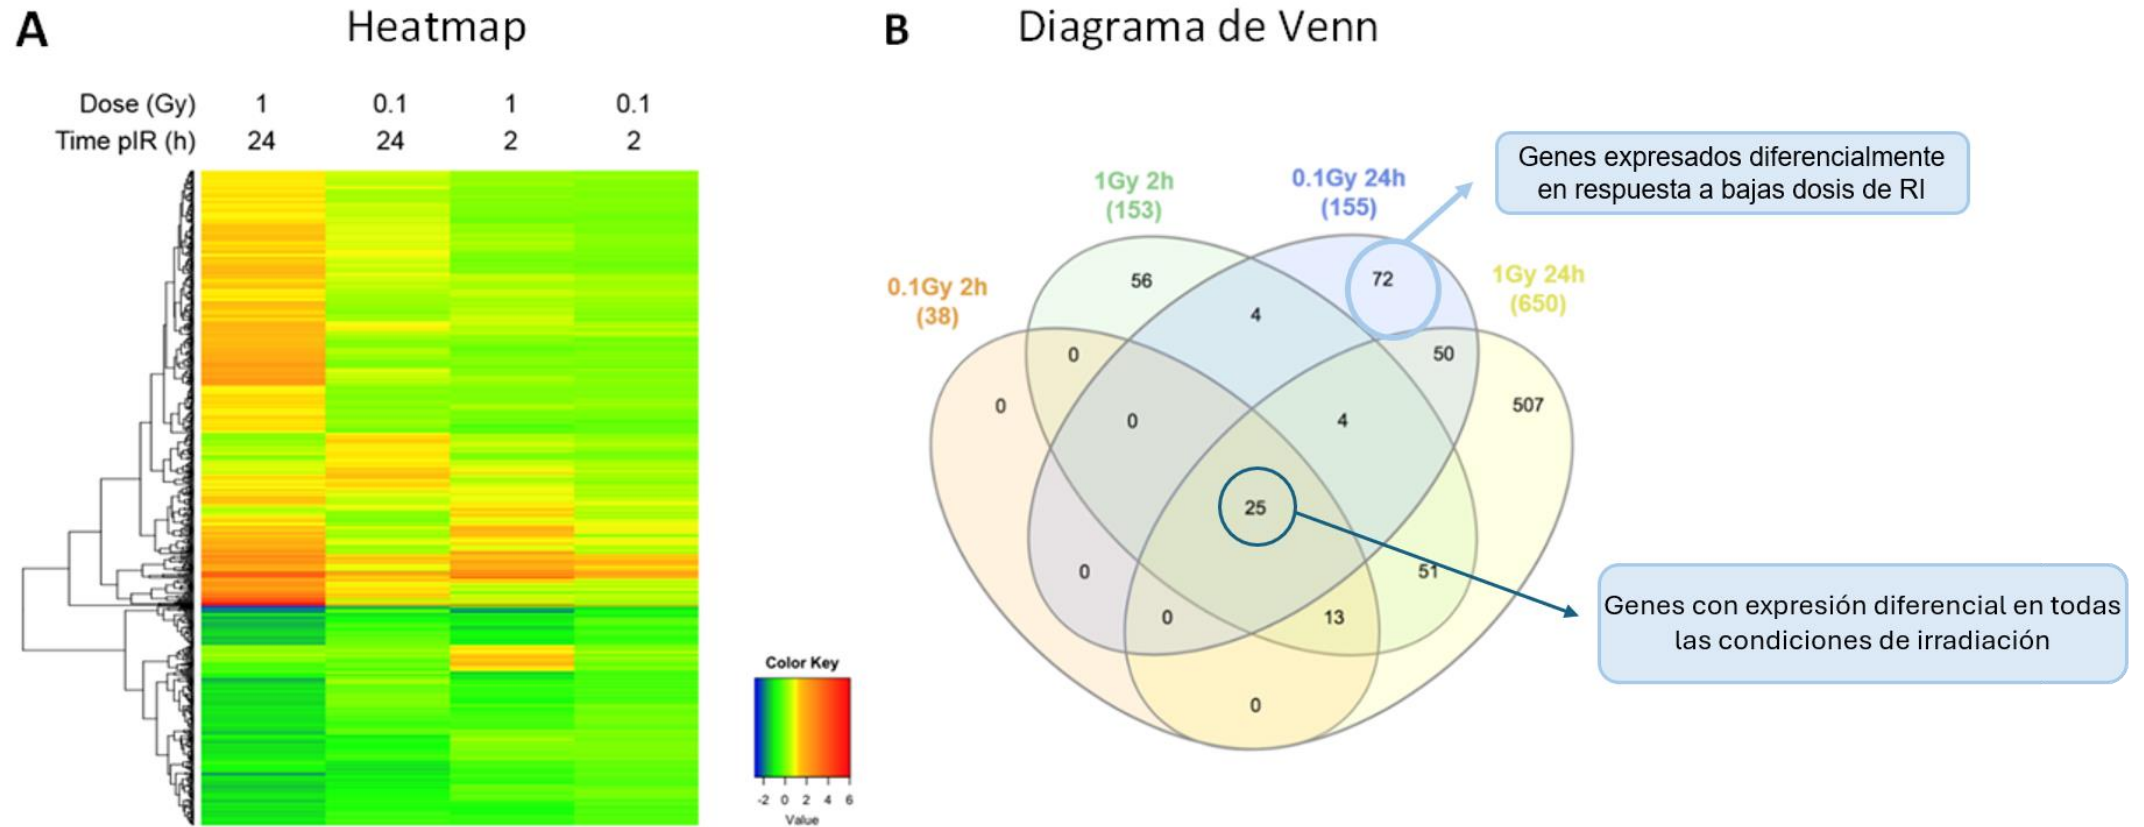 A
Heatmap
Dose (Gy) 1 0.1 1 0.1
Time pIR (h) 24 24 2 2
Color Key
-2 0 2 4 6
Value
B
Diagrama de Venn
1Gy 2h
(153)
0.1Gy 24h
(155)
0.1Gy 2h
(38)
1Gy 24h
(650)
56
72
4
0
50
0
507
0
4
25
0
51
0
13
0
Genes expresados diferencialmente
en respuesta a bajas dosis de RI
Genes con expresión diferencial en todas
las condiciones de irradiación